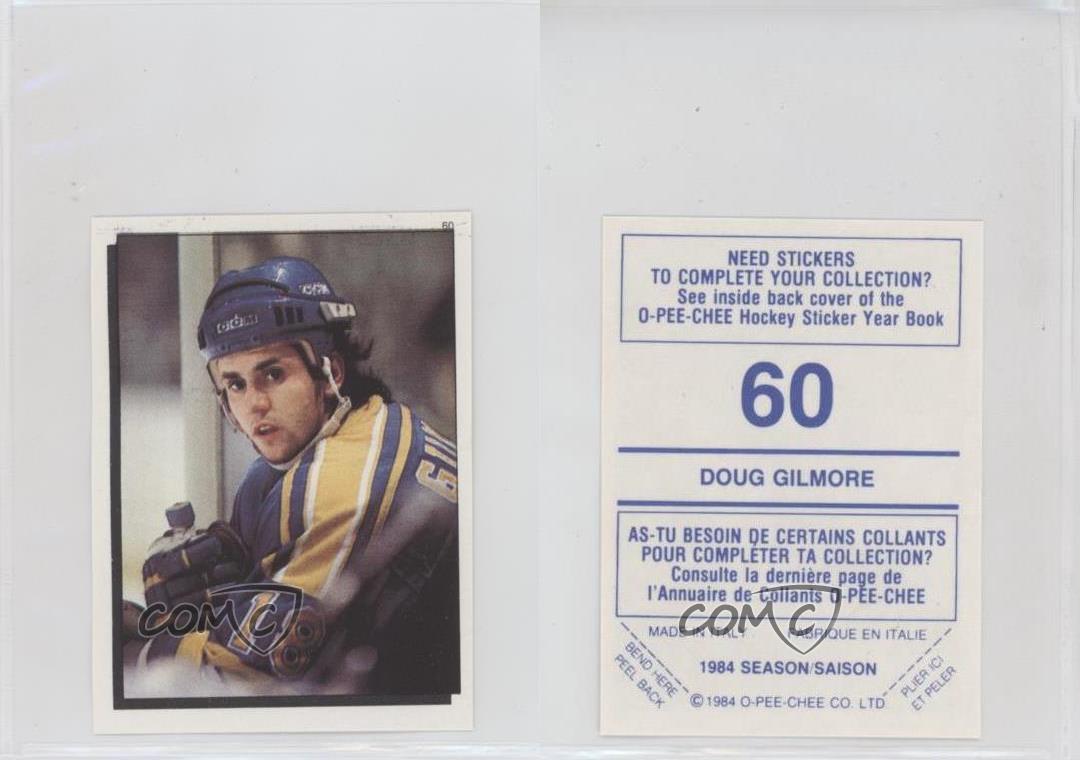 60
CCM
CCM
GIL
COMC
NEED STICKERS
TO COMPLETE YOUR COLLECTION?
See inside back cover of the
O-PEE-CHEE Hockey Sticker Year Book
60
DOUG GILMORE
AS-TU BESOIN DE CERTAINS COLLANTS
POUR COMPLÉTER TA COLLECTION?
Consulte la dernière page de
l'Annuaire de Collants O-PEE-CHEE
COMC
MADE IN ITALY FABRIQUE EN ITALIE
BEND HERE
PEEL BACK
1984 SEASON/SAISON
PLIER ICI
ET PELER
©1984 O-PEE-CHEE CO. LTD